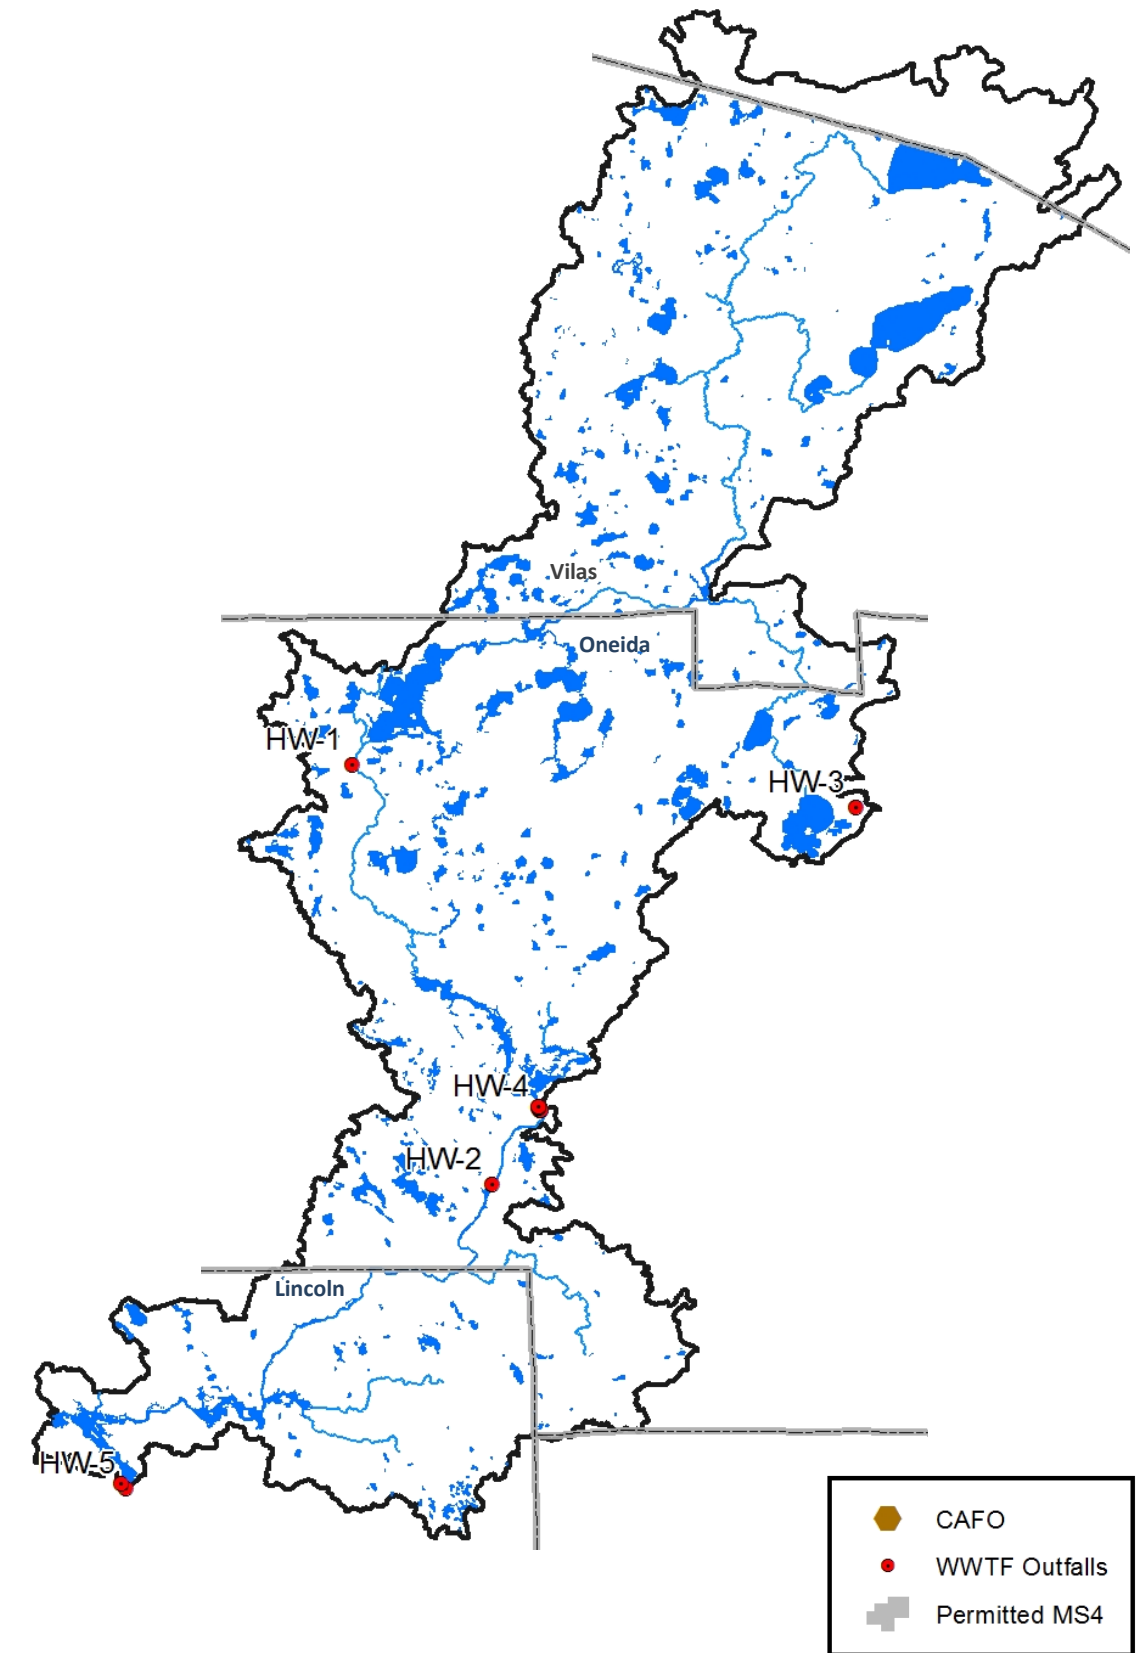 Vilas
Oneida
HW-1
HW-3
HW-4
HW-2
Lincoln
HW-5
CAFO
WWTF Outfalls
Permitted MS4